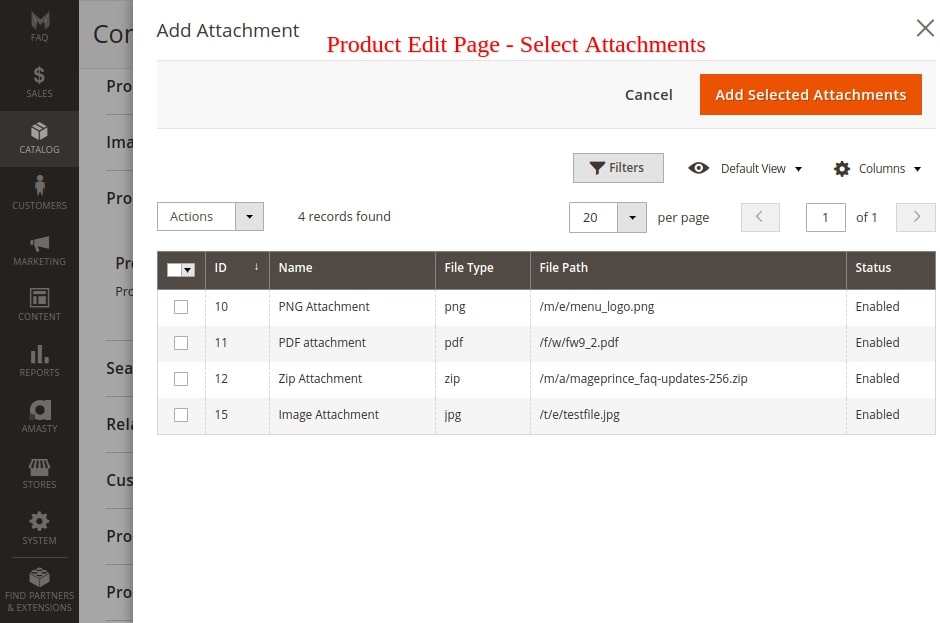 FAQ
SALES
CATALOG
CUSTOMERS
MARKETING
CONTENT
REPORTS
AMASTY
STORES
SYSTEM
FIND PARTNERS
& EXTENSIONS
Cor
Pro
Ima
Pro
Pr
Pro
Sea
Rela
Cus
Pro
Pro
Add Attachment
Product Edit Page - Select Attachments
Cancel Add Selected Attachments
Filters Default View Columns
Actions 4 records found 20 per page 1 of 1
ID ↓ Name File Type File Path Status
10 PNG Attachment png /m/e/menu_logo.png Enabled
11 PDF attachment pdf /f/w/fw9_2.pdf Enabled
12 Zip Attachment zip /m/a/mageprince_faq-updates-256.zip Enabled
15 Image Attachment jpg /t/e/testfile.jpg Enabled